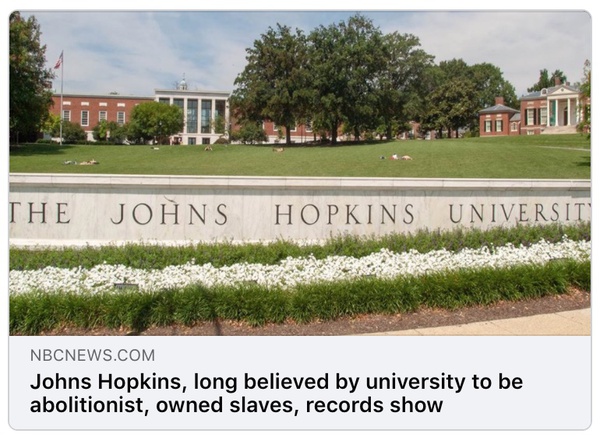 THE JOHNS HOPKINS UNIVERSITY
NBCNEWS.COM
Johns Hopkins, long believed by university to be
abolitionist, owned slaves, records show